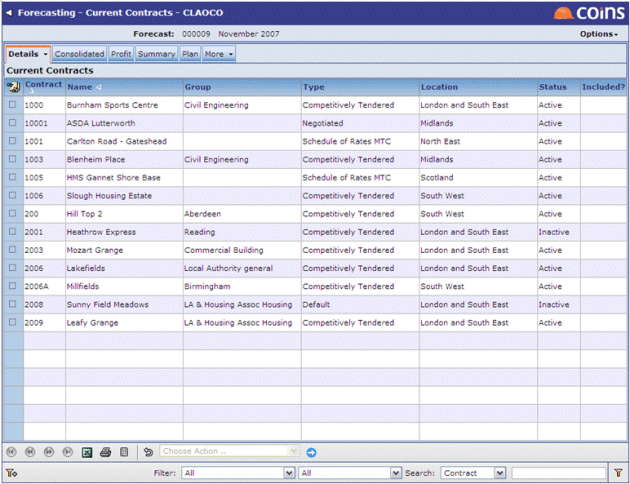 Forecasting - Current Contracts - CLAOCO COINS
Forecast: 000009 November 2007 Options
Details Consolidated Profit Summary Plan More
Current Contracts
Contract Name Group Type Location Status Included?
1000 Burnham Sports Centre Civil Engineering Competitively Tendered London and South East Active
10001 ASDA Lutterworth Negotiated Midlands Active
1001 Carlton Road - Gateshead Schedule of Rates MTC North East Active
1003 Blenheim Place Civil Engineering Competitively Tendered Midlands Active
1005 HMS Gannet Shore Base Schedule of Rates MTC Scotland Active
1006 Slough Housing Estate Competitively Tendered South West Active
200 Hill Top 2 Aberdeen Competitively Tendered South West Active
2001 Heathrow Express Reading Competitively Tendered London and South East Inactive
2003 Mozart Grange Commercial Building Competitively Tendered London and South East Active
2006 Lakefields Local Authority general Competitively Tendered London and South East Active
2006A Millfields Birmingham Competitively Tendered South West Active
2008 Sunny Field Meadows LA & Housing Assoc Housing Default London and South East Inactive
2009 Leafy Grange LA & Housing Assoc Housing Competitively Tendered London and South East Active
Choose Action ..
Filter: All All Search: Contract